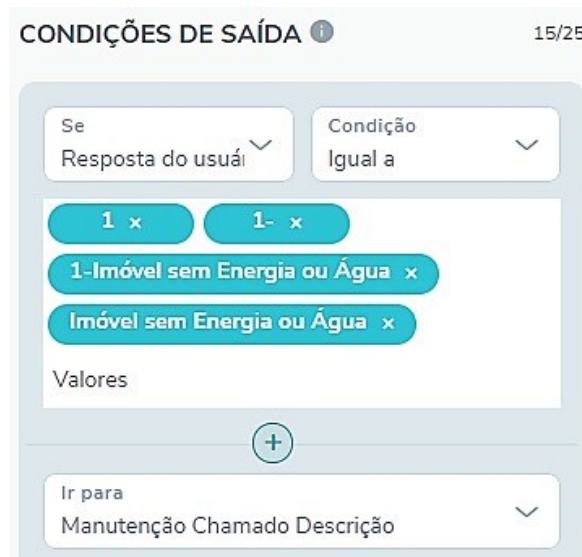 CONDIÇÕES DE SAÍDA 15/25
Se
Resposta do usuá
Condição
Igual a
1 ×
1- ×
1-Imóvel sem Energia ou Água ×
Imóvel sem Energia ou Água ×
Valores
Ir para
Manutenção Chamado Descrição